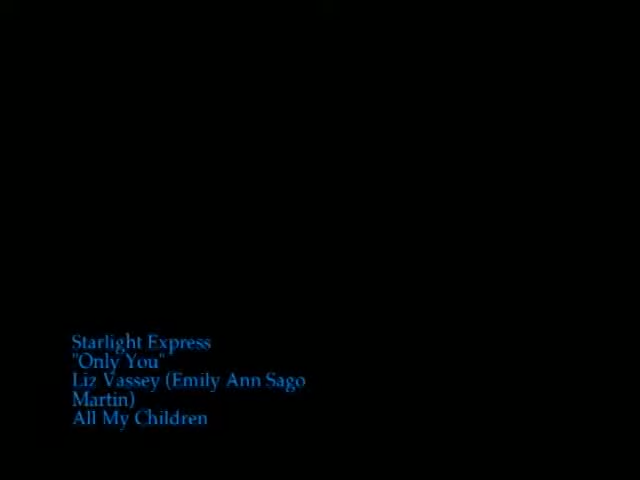 Starlight Express
"Only You"
Liz Vassey (Emily Ann Sago
Martin)
All My Children